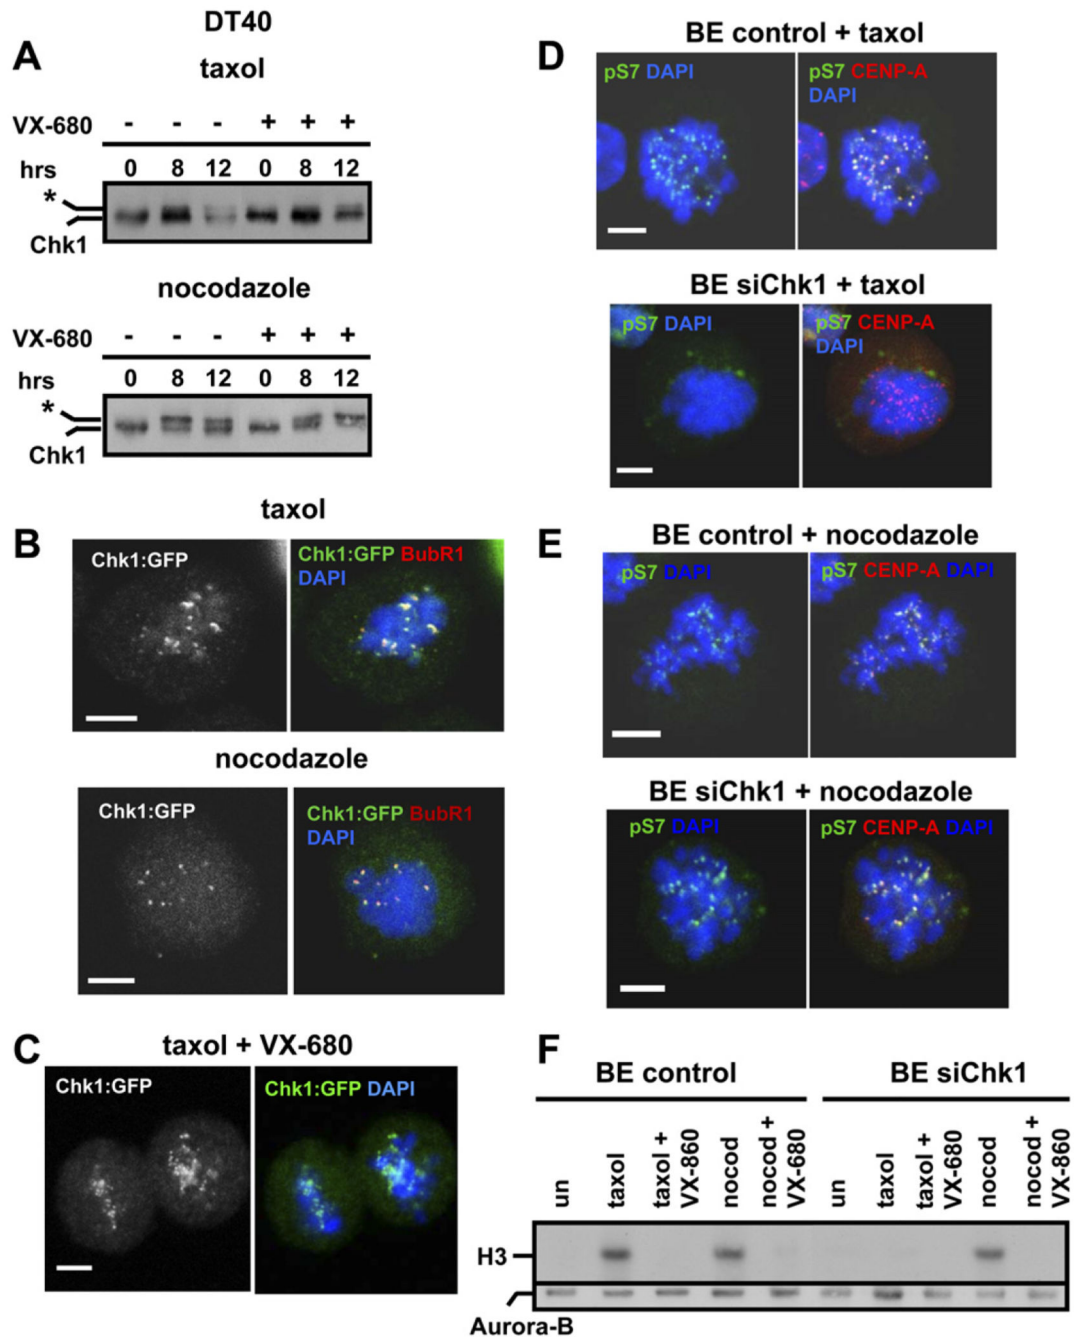 DT40
A
taxol
VX-680 - - - + + +
hrs 0 8 12 0 8 12
*
Chk1
nocodazole
VX-680 - - - + + +
hrs 0 8 12 0 8 12
*
Chk1
B
taxol
Chk1:GFP
Chk1:GFP BubR1
DAPI
nocodazole
Chk1:GFP
Chk1:GFP BubR1
DAPI
C
taxol + VX-680
Chk1:GFP
Chk1:GFP DAPI
D
BE control + taxol
pS7 DAPI
pS7 CENP-A
DAPI
BE siChk1 + taxol
pS7 DAPI
pS7 CENP-A
DAPI
E
BE control + nocodazole
pS7 DAPI
pS7 CENP-A DAPI
BE siChk1 + nocodazole
pS7 DAPI
pS7 CENP-A DAPI
F
BE control
BE siChk1
un
taxol
taxol +
VX-860
nocod
nocod +
VX-680
un
taxol
taxol +
VX-680
nocod
nocod +
VX-860
H3
Aurora-B